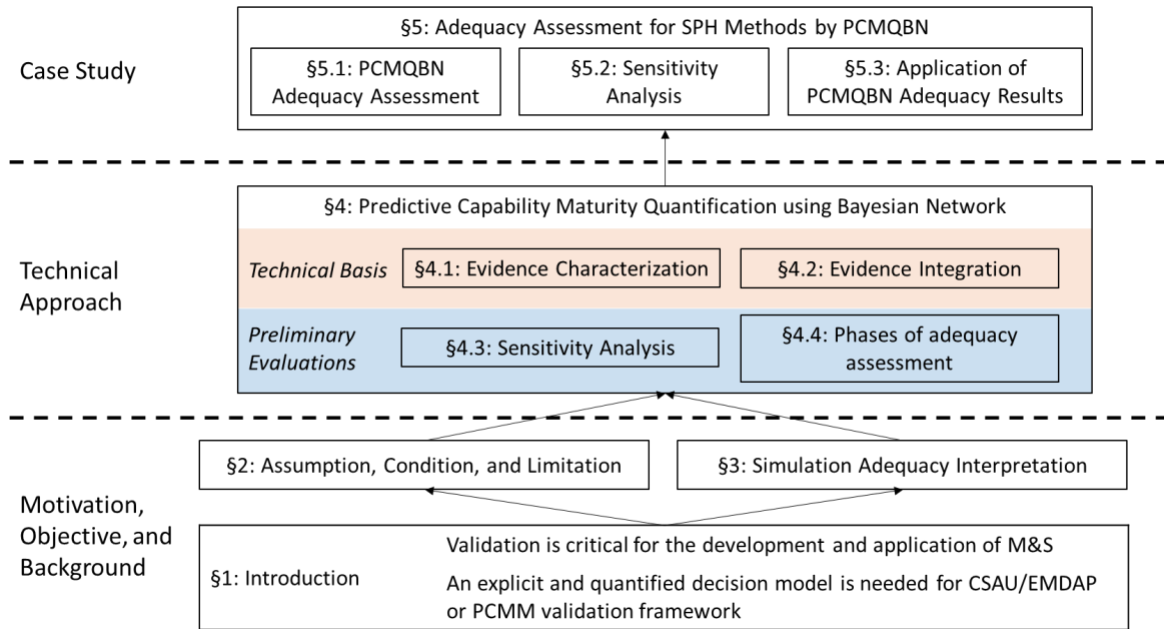 §5: Adequacy Assessment for SPH Methods by PCMQBN
Case Study
§5.1: PCMQBN
Adequacy Assessment
§5.2: Sensitivity
Analysis
§5.3: Application of
PCMQBN Adequacy Results
§4: Predictive Capability Maturity Quantification using Bayesian Network
Technical
Approach
Technical Basis
§4.1: Evidence Characterization
§4.2: Evidence Integration
Preliminary
Evaluations
§4.3: Sensitivity Analysis
§4.4: Phases of adequacy
assessment
§2: Assumption, Condition, and Limitation
§3: Simulation Adequacy Interpretation
Motivation,
Objective, and
Background
§1: Introduction
Validation is critical for the development and application of M&S
An explicit and quantified decision model is needed for CSAU/EMDAP
or PCMM validation framework